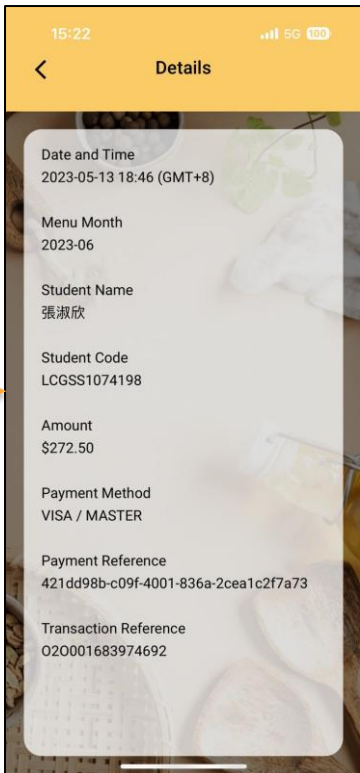 15:22
5G 100
Details
Date and Time
2023-05-13 18:46 (GMT+8)
Menu Month
2023-06
Student Name
張淑欣
Student Code
LCGSS1074198
Amount
$272.50
Payment Method
VISA / MASTER
Payment Reference
421dd98b-c09f-4001-836a-2cea1c2f7a73
Transaction Reference
O2O001683974692